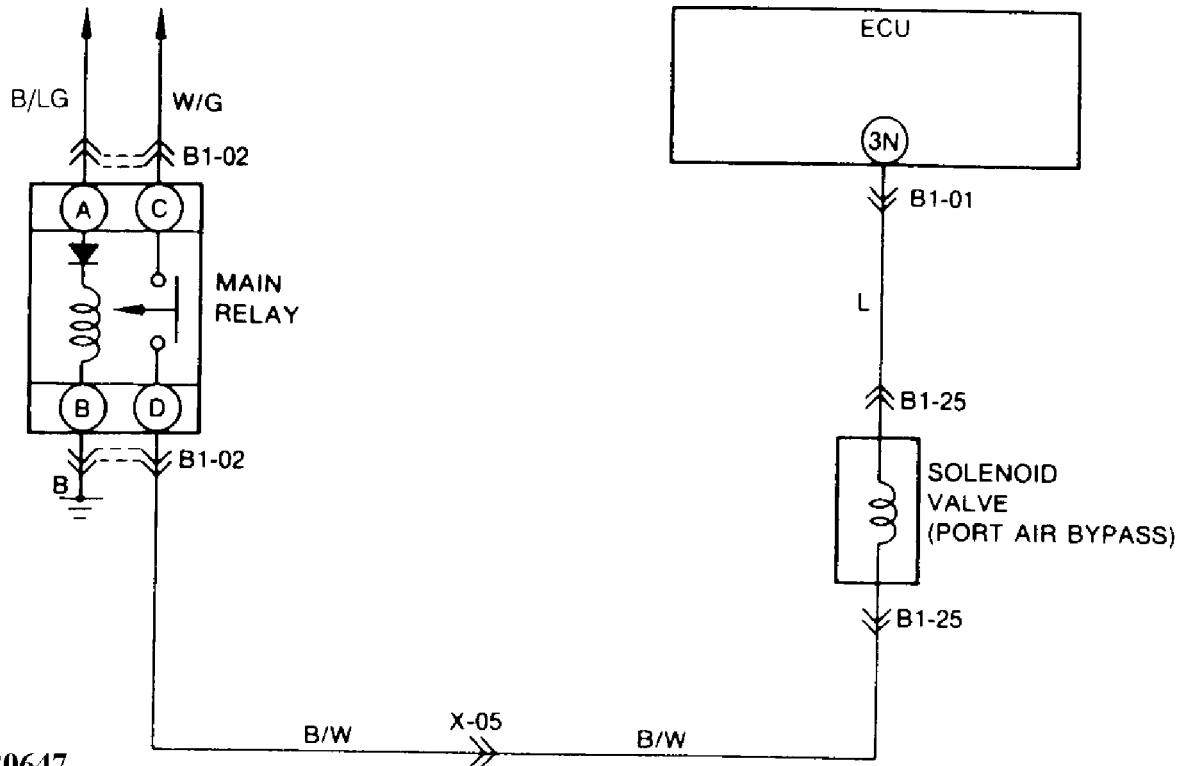 ECU
3N
B1-01
B/LG
W/G
B1-02
A
C
MAIN
RELAY
L
B
D
B1-02
B
B1-25
SOLENOID
VALVE
(PORT AIR BYPASS)
B1-25
B/W
X-05
B/W